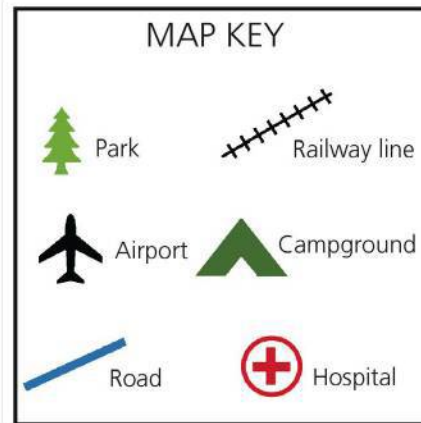 MAP KEY
Park
Railway line
Airport
Campground
Road
Hospital